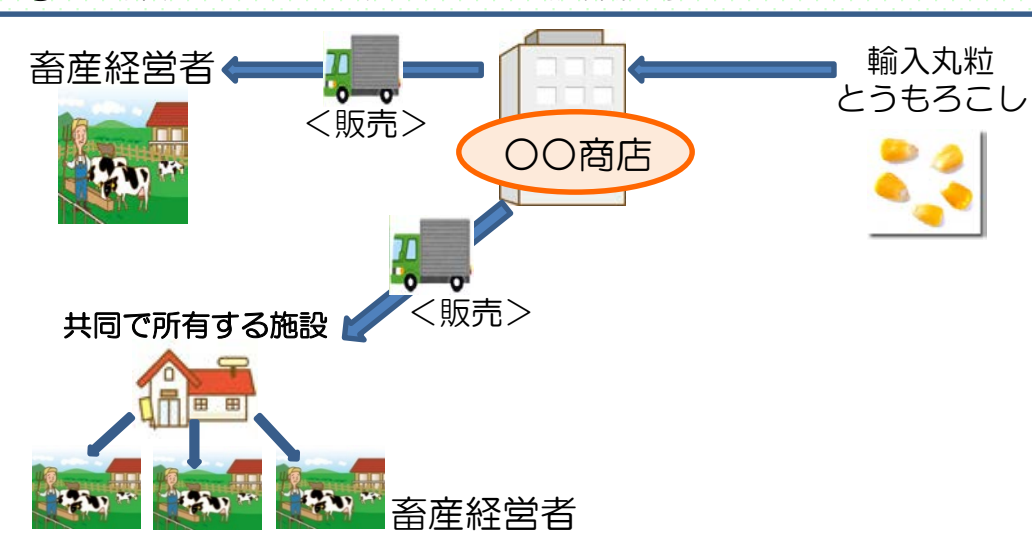 畜産経営者
輸入丸粒
とうもろこし
＜販売＞
〇〇商店
＜販売＞
共同で所有する施設
畜産経営者